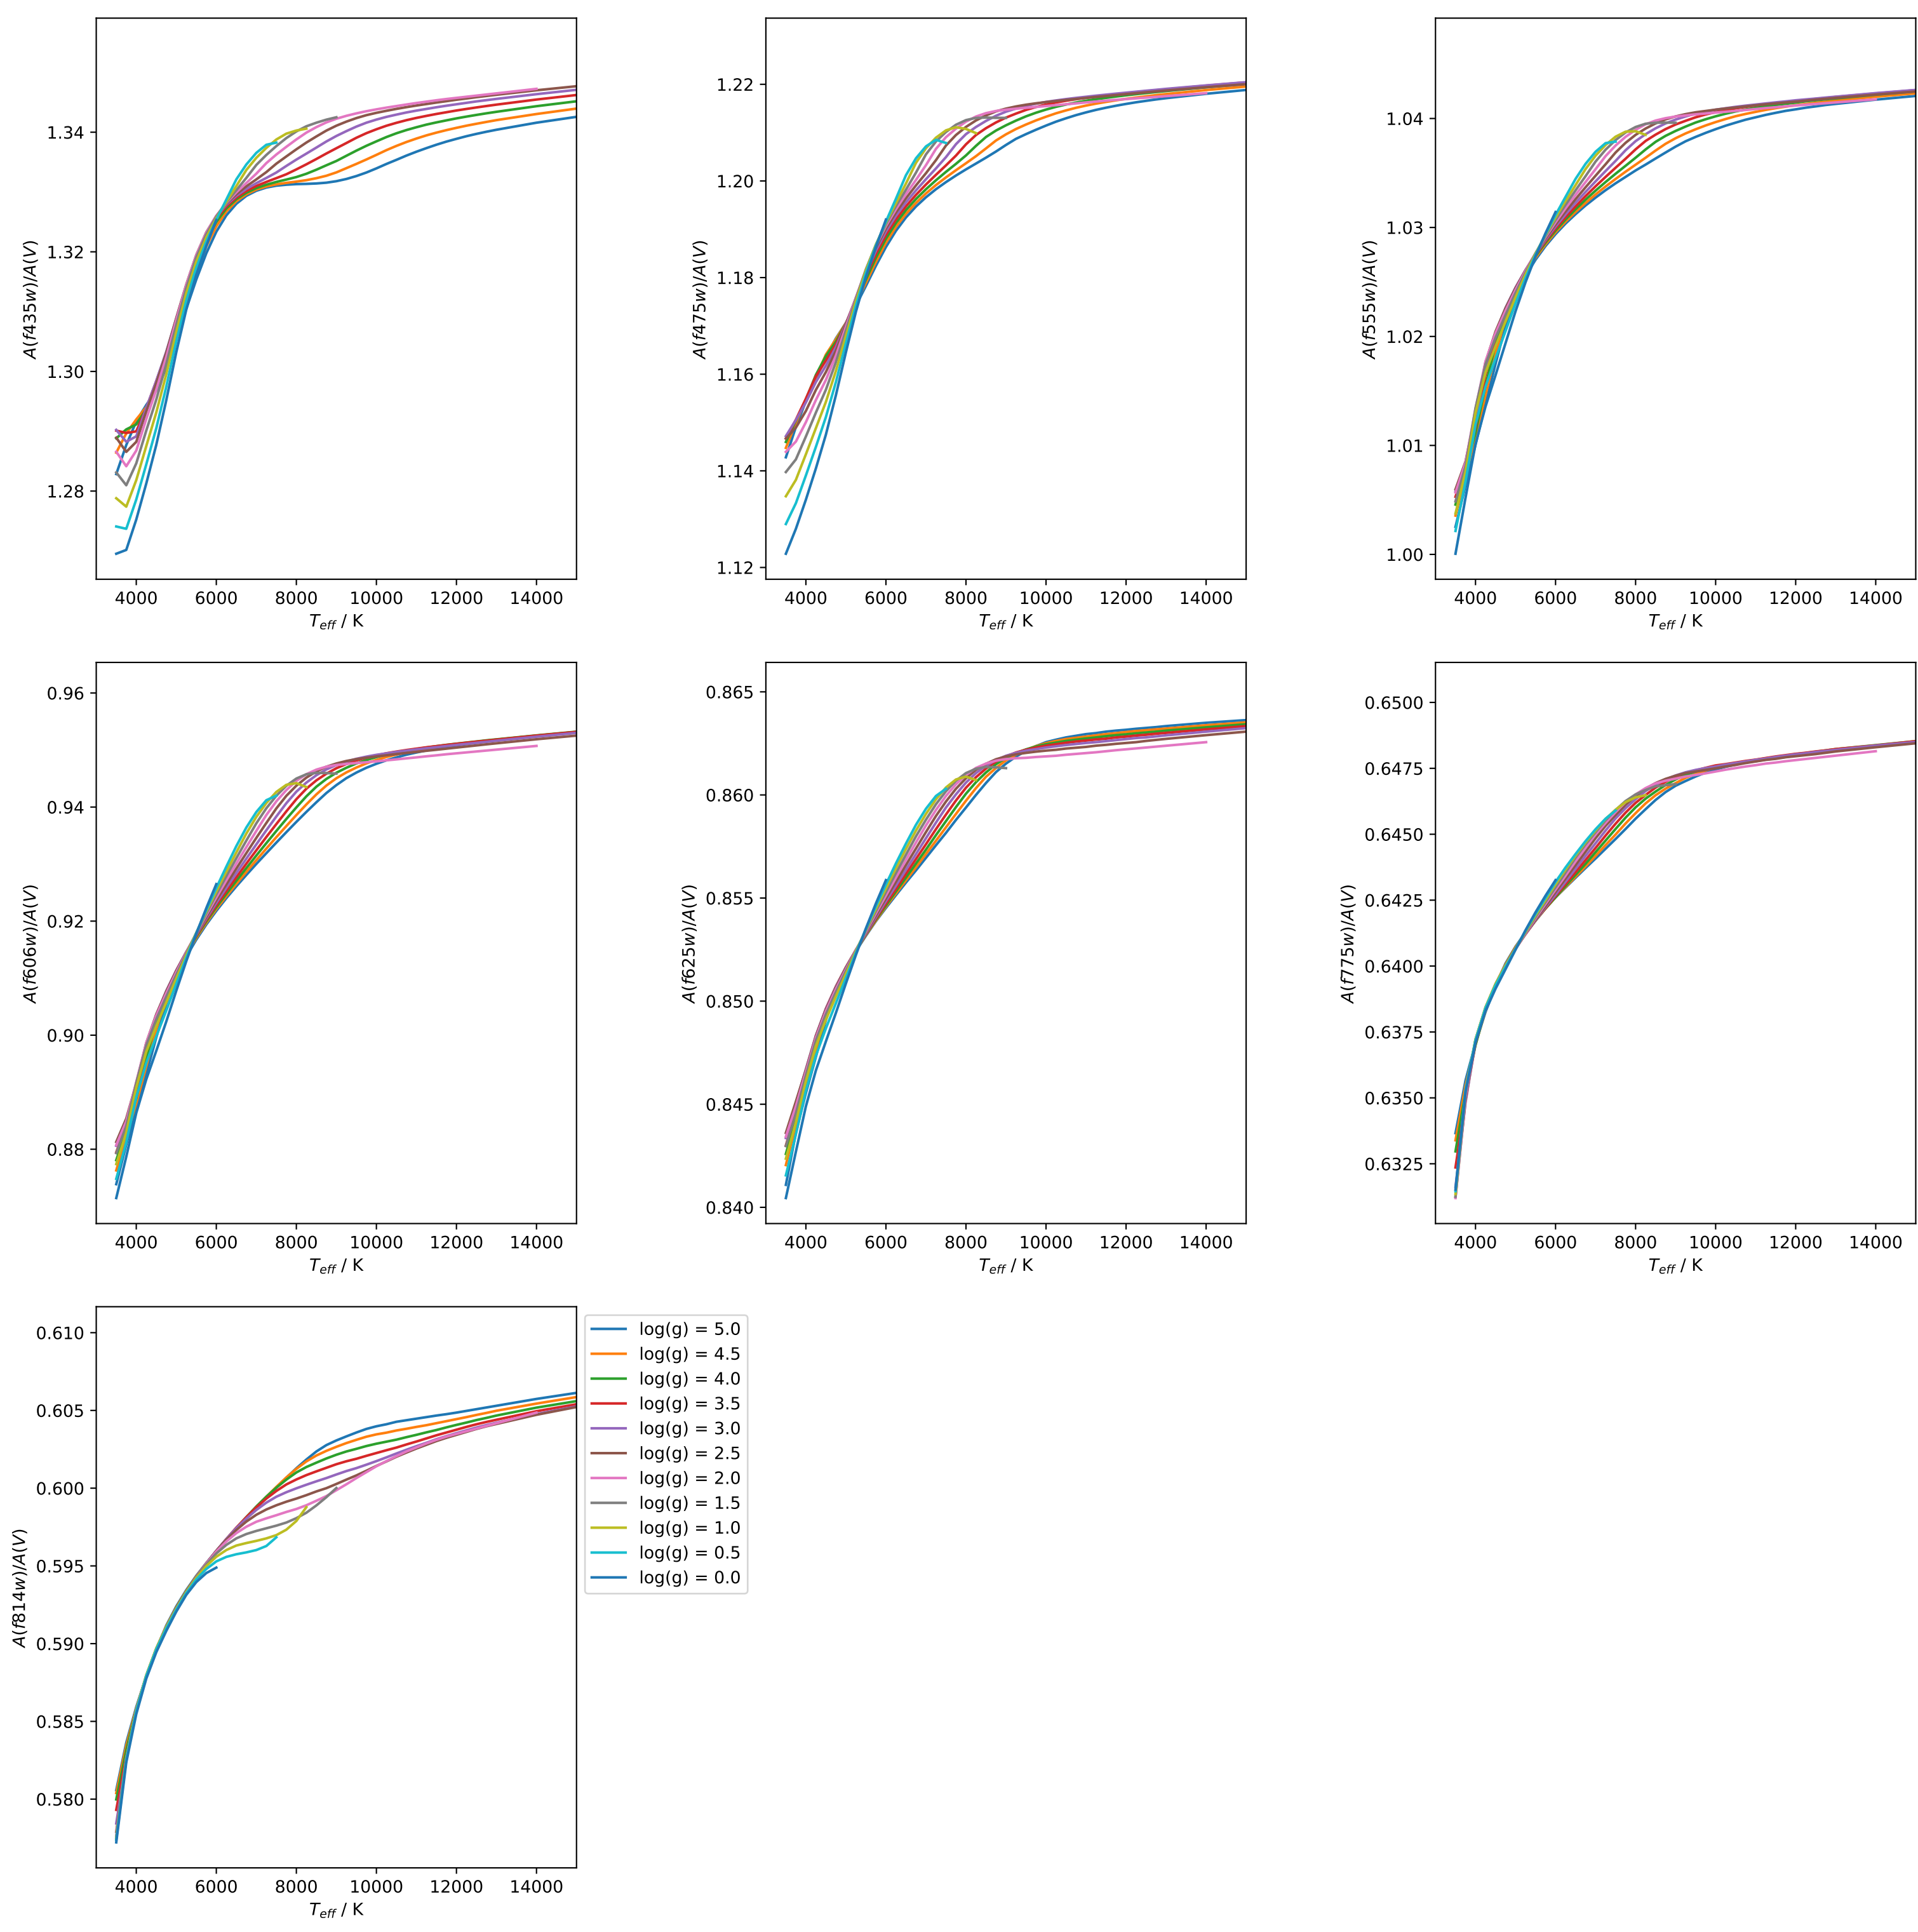 1.34
1.32
1.30
1.28
A(f435w)/A(V)
4000 6000 8000 10000 12000 14000
T_eff / K
1.22
1.20
1.18
1.16
1.14
1.12
A(f475w)/A(V)
4000 6000 8000 10000 12000 14000
T_eff / K
1.04
1.03
1.02
1.01
1.00
A(f555w)/A(V)
4000 6000 8000 10000 12000 14000
T_eff / K
0.96
0.94
0.92
0.90
0.88
A(f606w)/A(V)
4000 6000 8000 10000 12000 14000
T_eff / K
0.865
0.860
0.855
0.850
0.845
0.840
A(f625w)/A(V)
4000 6000 8000 10000 12000 14000
T_eff / K
0.6500
0.6475
0.6450
0.6425
0.6400
0.6375
0.6350
0.6325
A(f775w)/A(V)
4000 6000 8000 10000 12000 14000
T_eff / K
0.610
0.605
0.600
0.595
0.590
0.585
0.580
A(f814w)/A(V)
4000 6000 8000 10000 12000 14000
T_eff / K
log(g) = 5.0
log(g) = 4.5
log(g) = 4.0
log(g) = 3.5
log(g) = 3.0
log(g) = 2.5
log(g) = 2.0
log(g) = 1.5
log(g) = 1.0
log(g) = 0.5
log(g) = 0.0